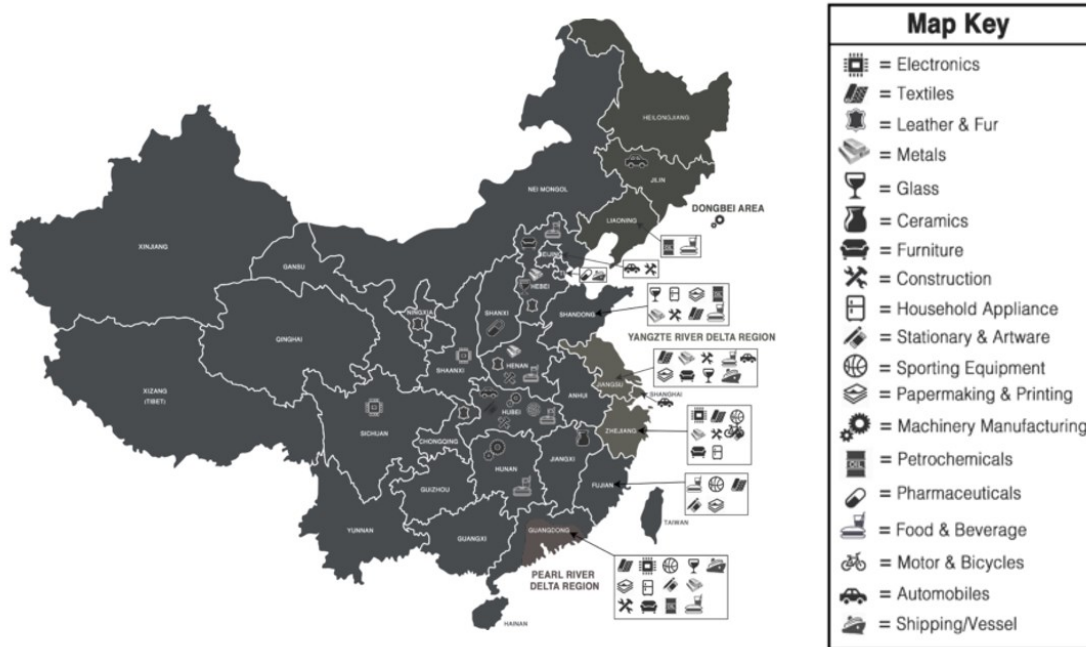 HEILONGJIANG
JILIN
NEI MONGOL
LIAONING
DONGBEI AREA
XINJIANG
GANSU
BEIJING
HEBEI
NINGXIA
SHANXI
SHANDONG
QINGHAI
YANGZTE RIVER DELTA REGION
SHAANXI
HENAN
JIANGSU
XIZANG
(TIBET)
SHANGHAI
ANHUI
HUBEI
SICHUAN
ZHEJIANG
CHONGQING
HUNAN
JIANGXI
GUIZHOU
FUJIAN
YUNNAN
TAIWAN
GUANGXI
GUANGDONG
PEARL RIVER
DELTA REGION
HAINAN
Map Key
= Electronics
= Textiles
= Leather & Fur
= Metals
= Glass
= Ceramics
= Furniture
= Construction
= Household Appliance
= Stationary & Artware
= Sporting Equipment
= Papermaking & Printing
= Machinery Manufacturing
OIL
= Petrochemicals
= Pharmaceuticals
= Food & Beverage
= Motor & Bicycles
= Automobiles
= Shipping/Vessel